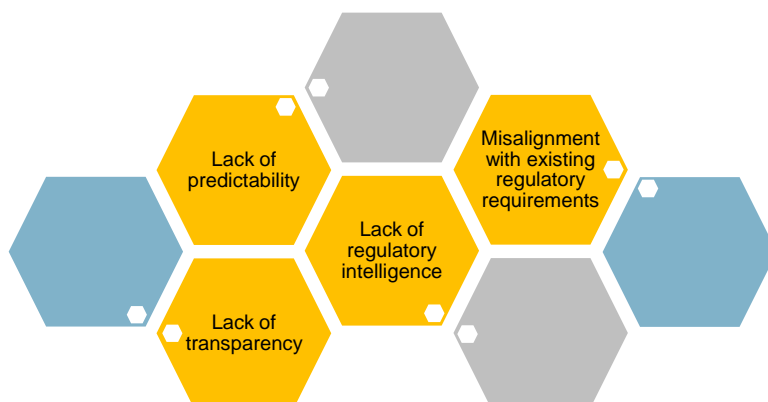 Lack of
predictability
Misalignment
with existing
regulatory
requirements
Lack of
regulatory
intelligence
Lack of
transparency